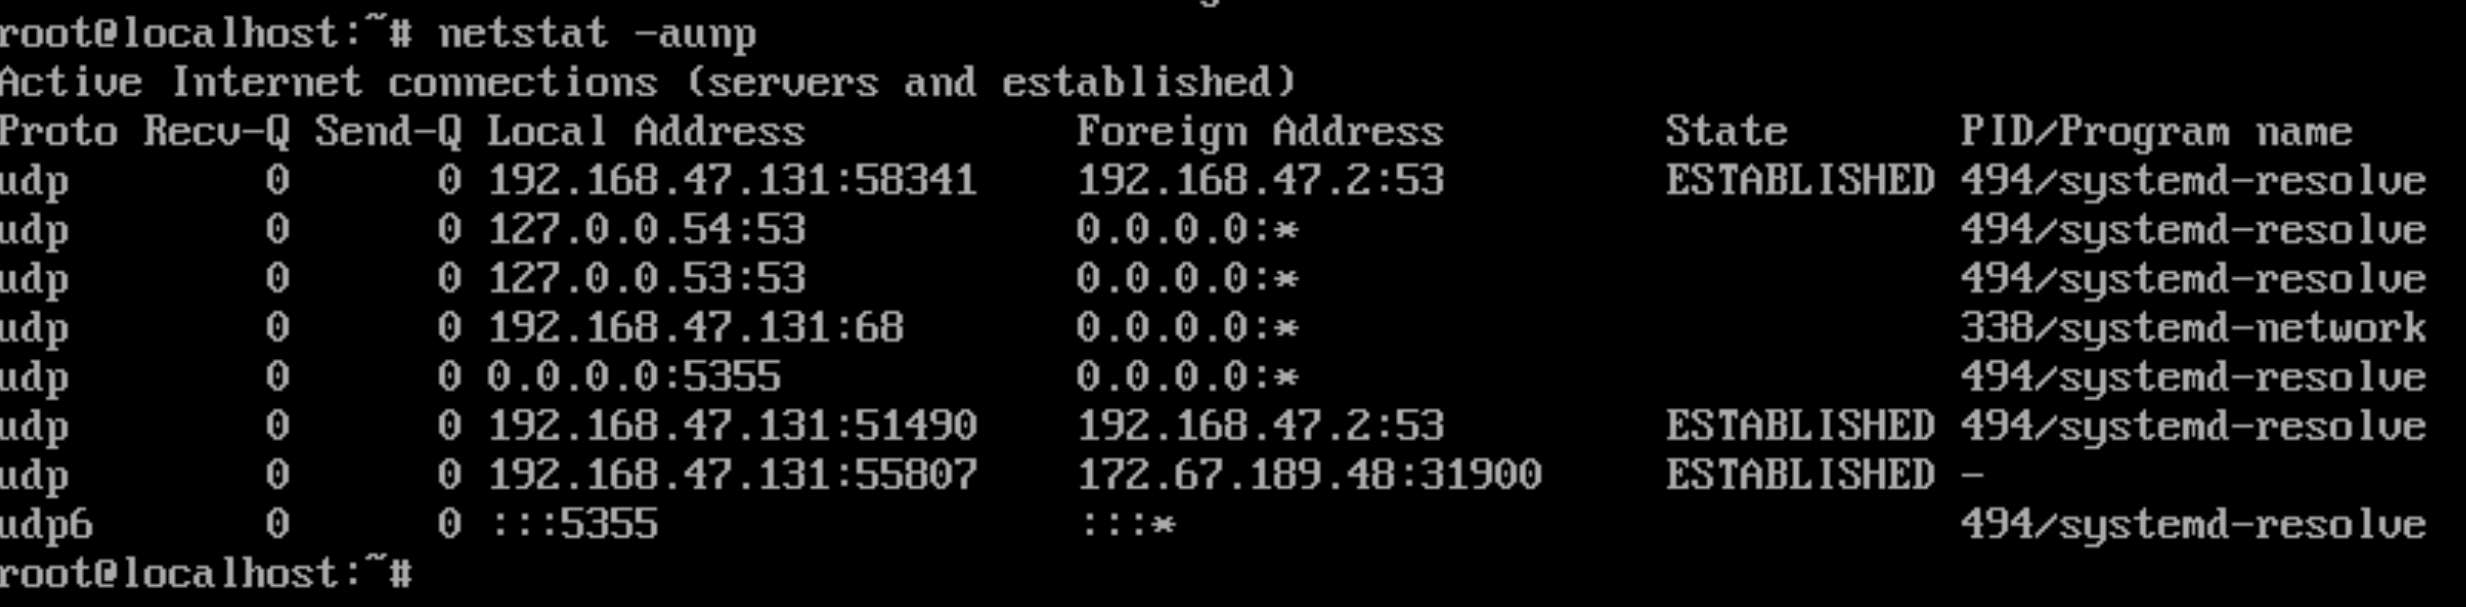 root@localhost:~# netstat -aunp
Active Internet connections (servers and established)
Proto Recv-Q Send-Q Local Address           Foreign Address         State       PID/Program name
udp        0      0 192.168.47.131:58341    192.168.47.2:53         ESTABLISHED 494/systemd-resolve
udp        0      0 127.0.0.54:53           0.0.0.0:*                           494/systemd-resolve
udp        0      0 127.0.0.53:53           0.0.0.0:*                           494/systemd-resolve
udp        0      0 192.168.47.131:68       0.0.0.0:*                           338/systemd-network
udp        0      0 0.0.0.0:5355            0.0.0.0:*                           494/systemd-resolve
udp        0      0 192.168.47.131:51490    192.168.47.2:53         ESTABLISHED 494/systemd-resolve
udp        0      0 192.168.47.131:55807    172.67.189.48:31900     ESTABLISHED -
udp6       0      0 :::5355                 :::*                                494/systemd-resolve
root@localhost:~#